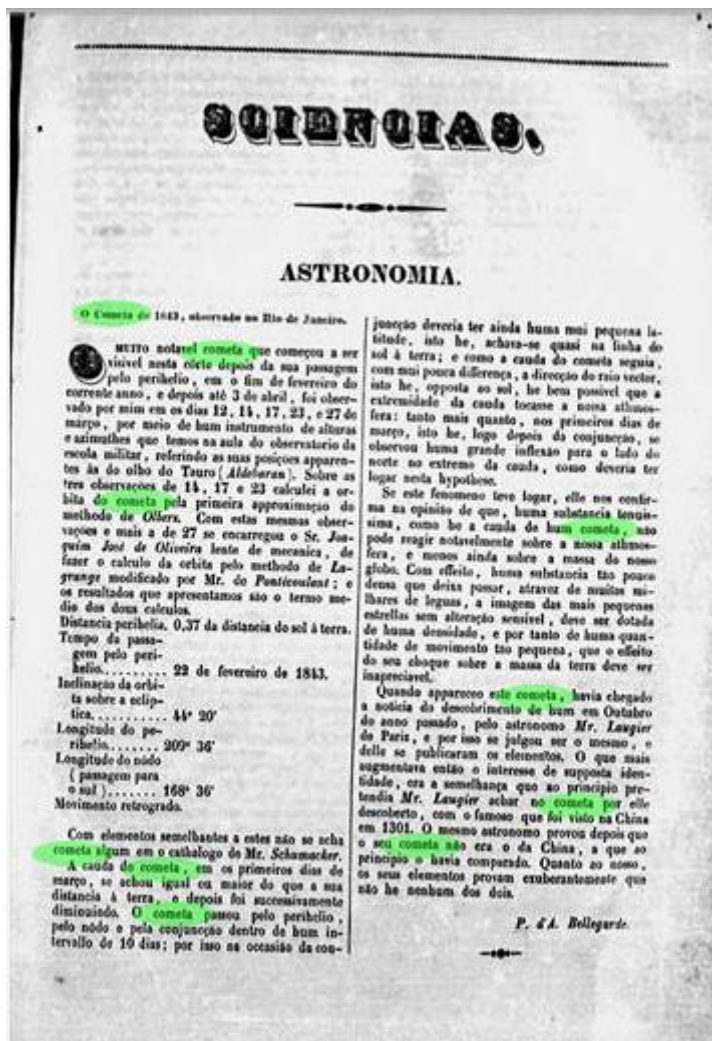 SCIENCIAS.
ASTRONOMIA.
O Cometa de 1843, observado no Rio de Janeiro.
O MUITO notavel cometa que começou a ser
visivel nesta côrte depois da sua passagem
pelo perihelio, em o fim de fevereiro do
corrente anno, e depois até 3 de abril, foi obser-
vado por mim em os dias 12, 14, 17, 23, e 27 de
março, por meio de hum instrumento de alturas
e azimuthes que temos na aula do observatorio da
escola militar, referindo as suas posições apparen-
tes ás do olho do Tauro (Aldebaran). Sobre as
tres observações de 14, 17 e 23 calculei a or-
bita do cometa pela primeira approximação do
methodo de Olbers. Com estas mesmas obser-
vações e mais a de 27 se encarregou o Sr. Joa-
quim José de Oliveira lente de mecanica, de
fazer o calculo da orbita pelo methodo de La-
grange modificado por Mr. de Pontécoulant; e
os resultados que apresentamos são o termo me-
dio dos dous calculos.
Distancia perihelia. 0,37 da distancia do sol à terra.
Tempo da passa-
gem pelo peri-
helio.......... 22 de fevereiro de 1843.
Inclinação da orbi-
ta sobre a eclip-
tica........... 44° 20'
Longitude do pe-
rihelio........ 209° 36'
Longitude do nódo
(passagem para
o sul)....... 168° 36'
Movimento retrogrado.
Com elementos semelhantes a estes não se acha
cometa algum em o cathalogo de Mr. Schumacker.
A cauda do cometa, em os primeiros dias de
março, se achou igual ou maior do que a sua
distancia à terra, e depois foi successivamente
diminuindo. O cometa passou pelo perihelio,
pelo nódo e pela conjuncção dentro de hum in-
tervallo de 10 dias; por isso na occasião da con-
juncção deveria ter ainda huma mui pequena la-
titude, isto he, achava-se quasi na linha do
sol à terra; e como a cauda do cometa seguia,
com mui pouca differença, a direcção do raio vector,
isto he, opposta ao sol, he bem possivel que a
extremidade da cauda tocasse a nossa athmos-
fera: tanto mais quanto, nos primeiros dias de
março, isto he, logo depois da conjuncção, se
observou huma grande inflexão para o lado do
norte no extremo da cauda, como deveria ter
logar nesta hypothese.
Se este fenomeno teve logar, elle nos confir-
ma na opinião de que, huma substancia tenuis-
sima, como he a cauda de hum cometa, não
pode reagir notavelmente sobre a nossa athmos-
fera, e menos ainda sobre a massa do nosso
globo. Com effeito, huma substancia tão pouco
densa que deixa passar, atravez de muitas mi-
lhares de leguas, a imagem das mais pequenas
estrellas sem alteração sensivel, deve ser dotada
de huma densidade, e por tanto de huma quan-
tidade de movimento tão pequena, que o effeito
do seu choque sobre a massa da terra deve ser
inapreciavel.
Quando appareceo este cometa, havia chegado
a noticia do descobrimento de hum em Outubro
do anno passado, pelo astronomo Mr. Laugier
de Paris, e por isso se julgou ser o mesmo, e
delle se publicaram os elementos. O que mais
augmentava então o interesse de supposta iden-
tidade, era a semelhança que ao principio pre-
tendia Mr. Laugier achar no cometa por elle
descoberto, com o famoso que foi visto na China
em 1301. O mesmo astronomo provou depois que
o seu cometa não era o da China, a que ao
principio o havia comparado. Quanto ao nosso,
os seus elementos provam exuberantemente que
não he nenhum dos dois.
P. d'A. Bellegarde.